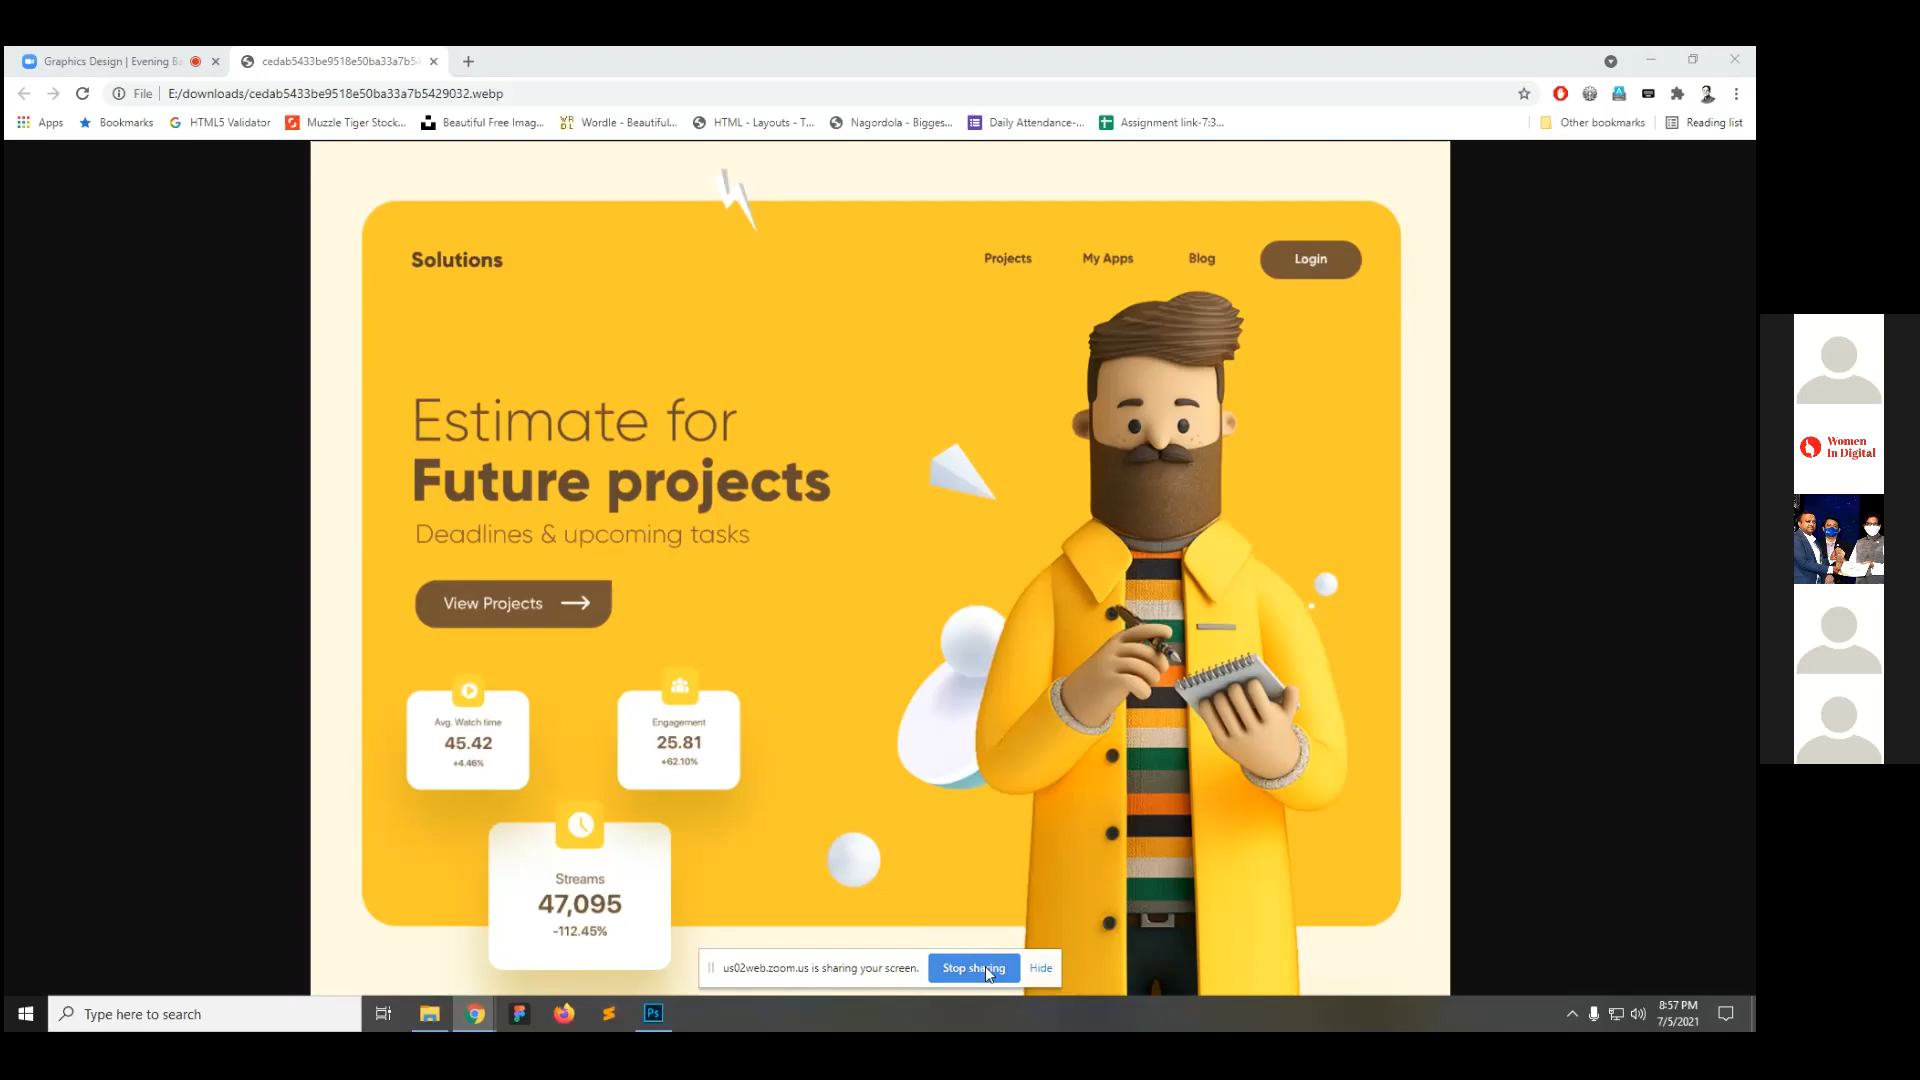 Graphics Design | Evening Ba
cedab5433be9518e50ba33a7b5
File
E:/downloads/cedab5433be9518e50ba33a7b5429032.webp
Apps
Bookmarks
HTML5 Validator
Muzzle Tiger Stock...
Beautiful Free Imag...
Wordle - Beautiful...
HTML - Layouts - T...
Nagordola - Bigges...
Daily Attendance-...
Assignment link-7:3...
Other bookmarks
Reading list
Solutions
Projects
My Apps
Blog
Login
Estimate for
Future projects
Deadlines & upcoming tasks
View Projects
Avg. Watch time
45.42
+4.46%
Engagement
25.81
+62.10%
Streams
47,095
-112.45%
us02web.zoom.us is sharing your screen.
Stop sharing
Hide
Women
In Digital
Type here to search
Ps
8:57 PM
7/5/2021